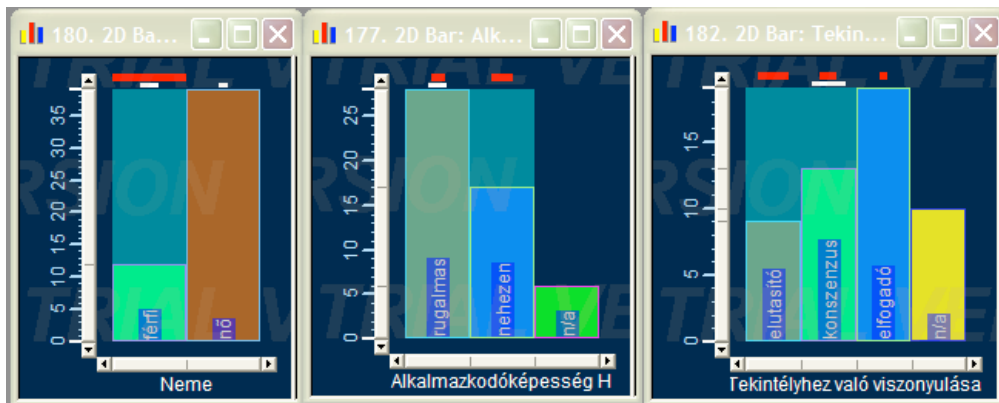 180. 2D Ba...
TRIAL VERSION
35
30
25
20
15
10
5
0
férfi
nő
Neme
177. 2D Bar: Alk...
25
20
15
10
5
0
rugalmas
nehezen
n/a
Alkalmazkodóképesség H
182. 2D Bar: Tekin...
15
10
5
0
elutasító
konszenzus
elfogadó
n/a
Tekintélyhez való viszonyulása